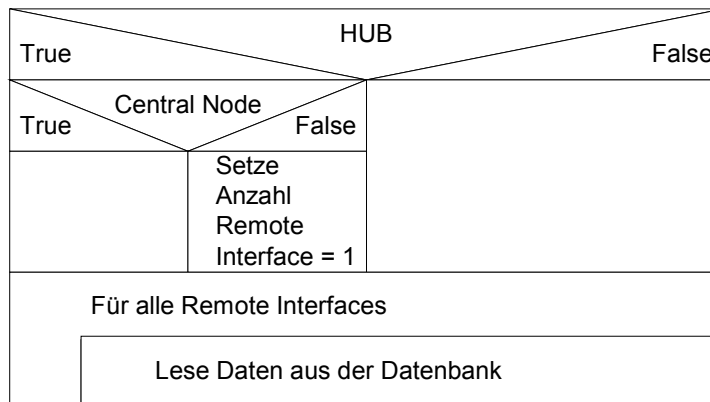 HUB
True
False
Central Node
True
False
Setze
Anzahl
Remote
Interface = 1
Für alle Remote Interfaces
Lese Daten aus der Datenbank